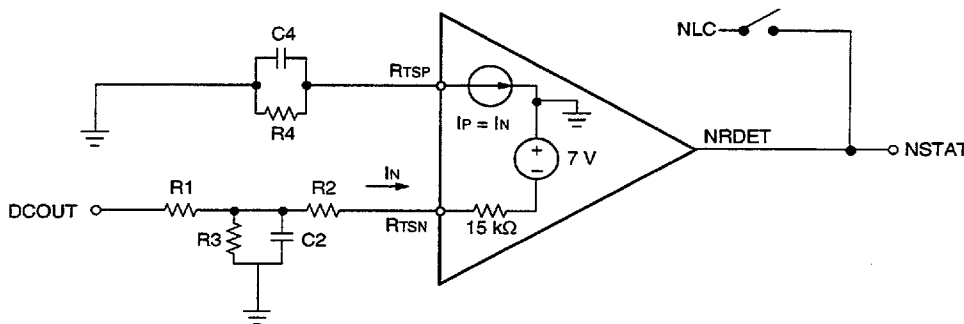 C4
NLC
RTSP
R4
IP = IN
7 V
NRDET
NSTAT
R1
R2
IN
DCOUT
RTSN
15 kΩ
R3
C2